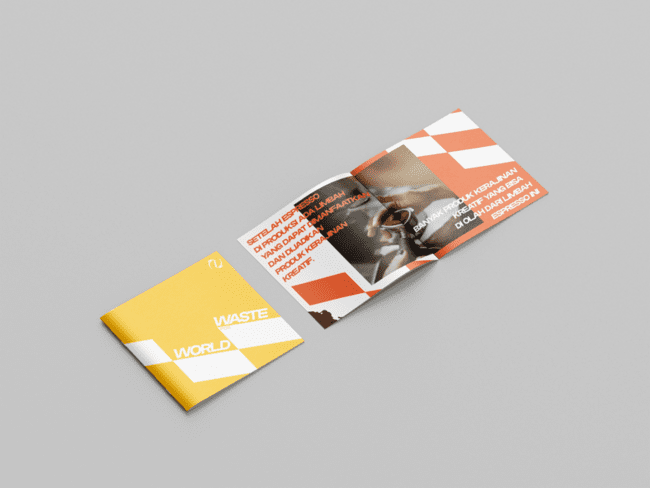 WASTE
WORLD
SETELAH ESPRESSO
DI PRODUKSI ADA LIMBAH
YANG DAPAT DIMANFAATKAN
DAN DIJADIKAN
PRODUK KERAJINAN
KREATIF.
BANYAK PRODUK KERAJINAN
KREATIF YANG BISA
DI OLAH DARI LIMBAH
ESPRESSO INI